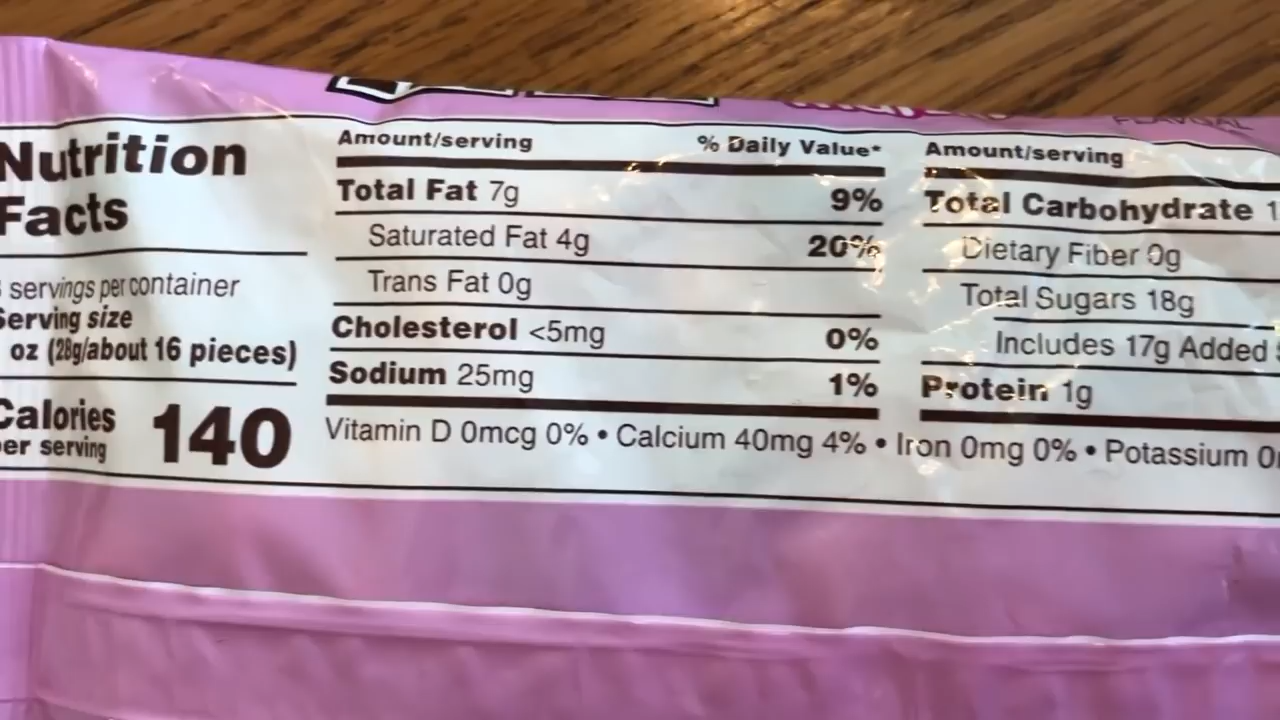 Nutrition
Facts
servings per container
Serving size
oz (28g/about 16 pieces)
Calories
per serving
140
Amount/serving % Daily Value*
Total Fat 7g 9%
Saturated Fat 4g 20%
Trans Fat 0g
Cholesterol <5mg 0%
Sodium 25mg 1%
Amount/serving
Total Carbohydrate 1
Dietary Fiber 0g
Total Sugars 18g
Includes 17g Added
Protein 1g
Vitamin D 0mcg 0% • Calcium 40mg 4% • Iron 0mg 0% • Potassium 0